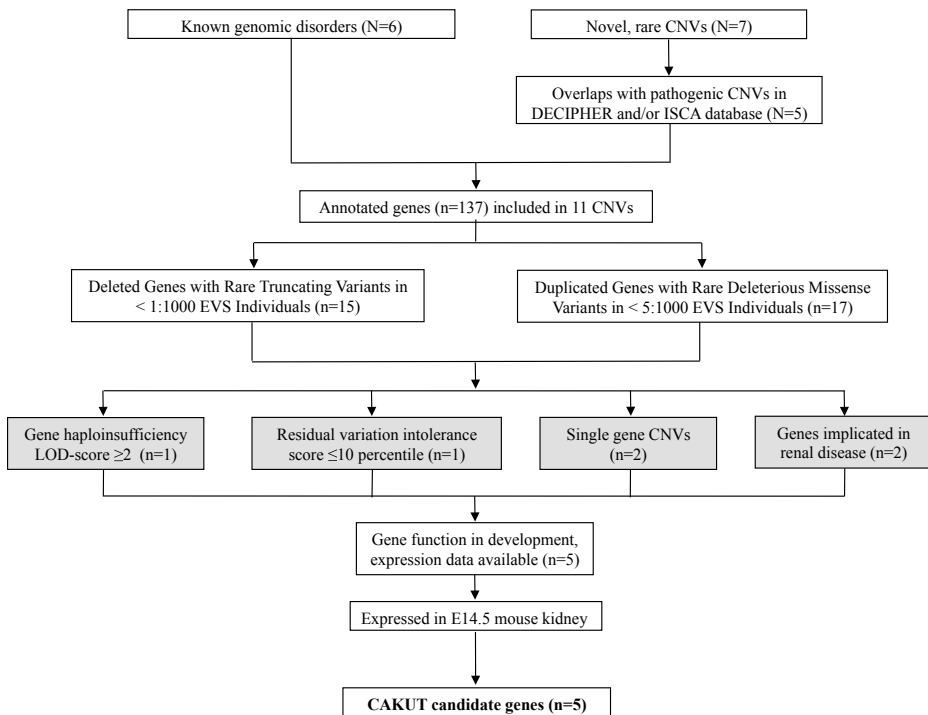 Known genomic disorders (N=6)
Novel, rare CNVs (N=7)
Overlaps with pathogenic CNVs in
DECIPHER and/or ISCA database (N=5)
Annotated genes (n=137) included in 11 CNVs
Deleted Genes with Rare Truncating Variants in
< 1:1000 EVS Individuals (n=15)
Duplicated Genes with Rare Deleterious Missense
Variants in < 5:1000 EVS Individuals (n=17)
Gene haploinsufficiency
LOD-score ≥2 (n=1)
Residual variation intolerance
score ≤10 percentile (n=1)
Single gene CNVs
(n=2)
Genes implicated in
renal disease (n=2)
Gene function in development,
expression data available (n=5)
Expressed in E14.5 mouse kidney
CAKUT candidate genes (n=5)